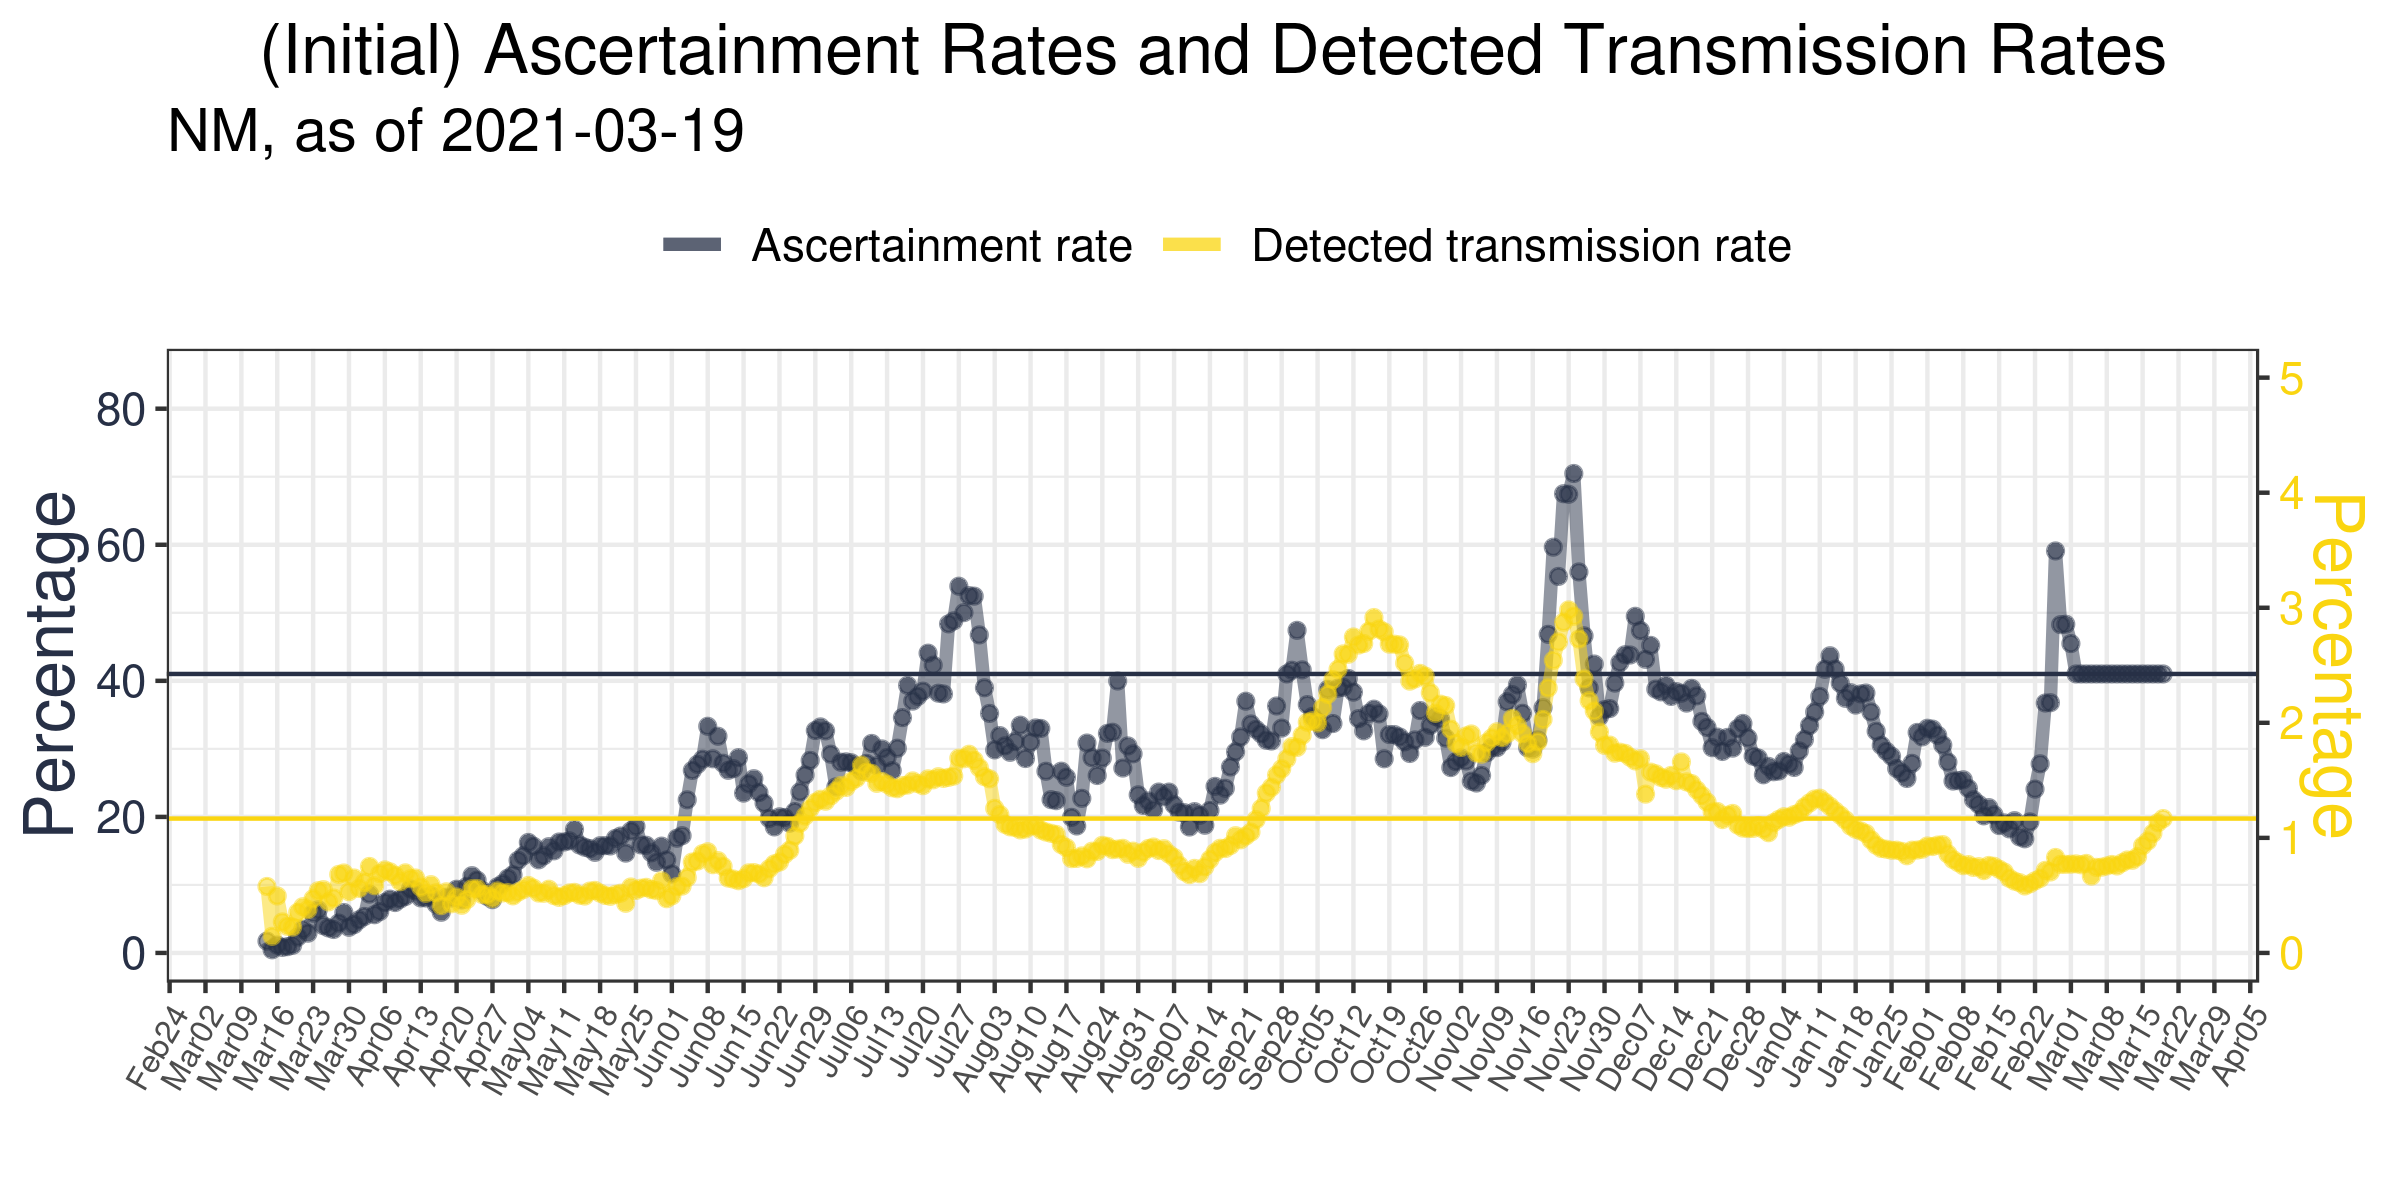 (Initial) Ascertainment Rates and Detected Transmission Rates
NM, as of 2021-03-19
Ascertainment rate
Detected transmission rate
Percentage
80
60
40
20
0
5
4
3
2
1
0
Percentage
Feb24
Mar02
Mar09
Mar16
Mar23
Mar30
Apr06
Apr13
Apr20
Apr27
May04
May11
May18
May25
Jun01
Jun08
Jun15
Jun22
Jun29
Jul06
Jul13
Jul20
Jul27
Aug03
Aug10
Aug17
Aug24
Aug31
Sep07
Sep14
Sep21
Sep28
Oct05
Oct12
Oct19
Oct26
Nov02
Nov09
Nov16
Nov23
Nov30
Dec07
Dec14
Dec21
Dec28
Jan04
Jan11
Jan18
Jan25
Feb01
Feb08
Feb15
Feb22
Mar01
Mar08
Mar15
Mar22
Mar29
Apr05